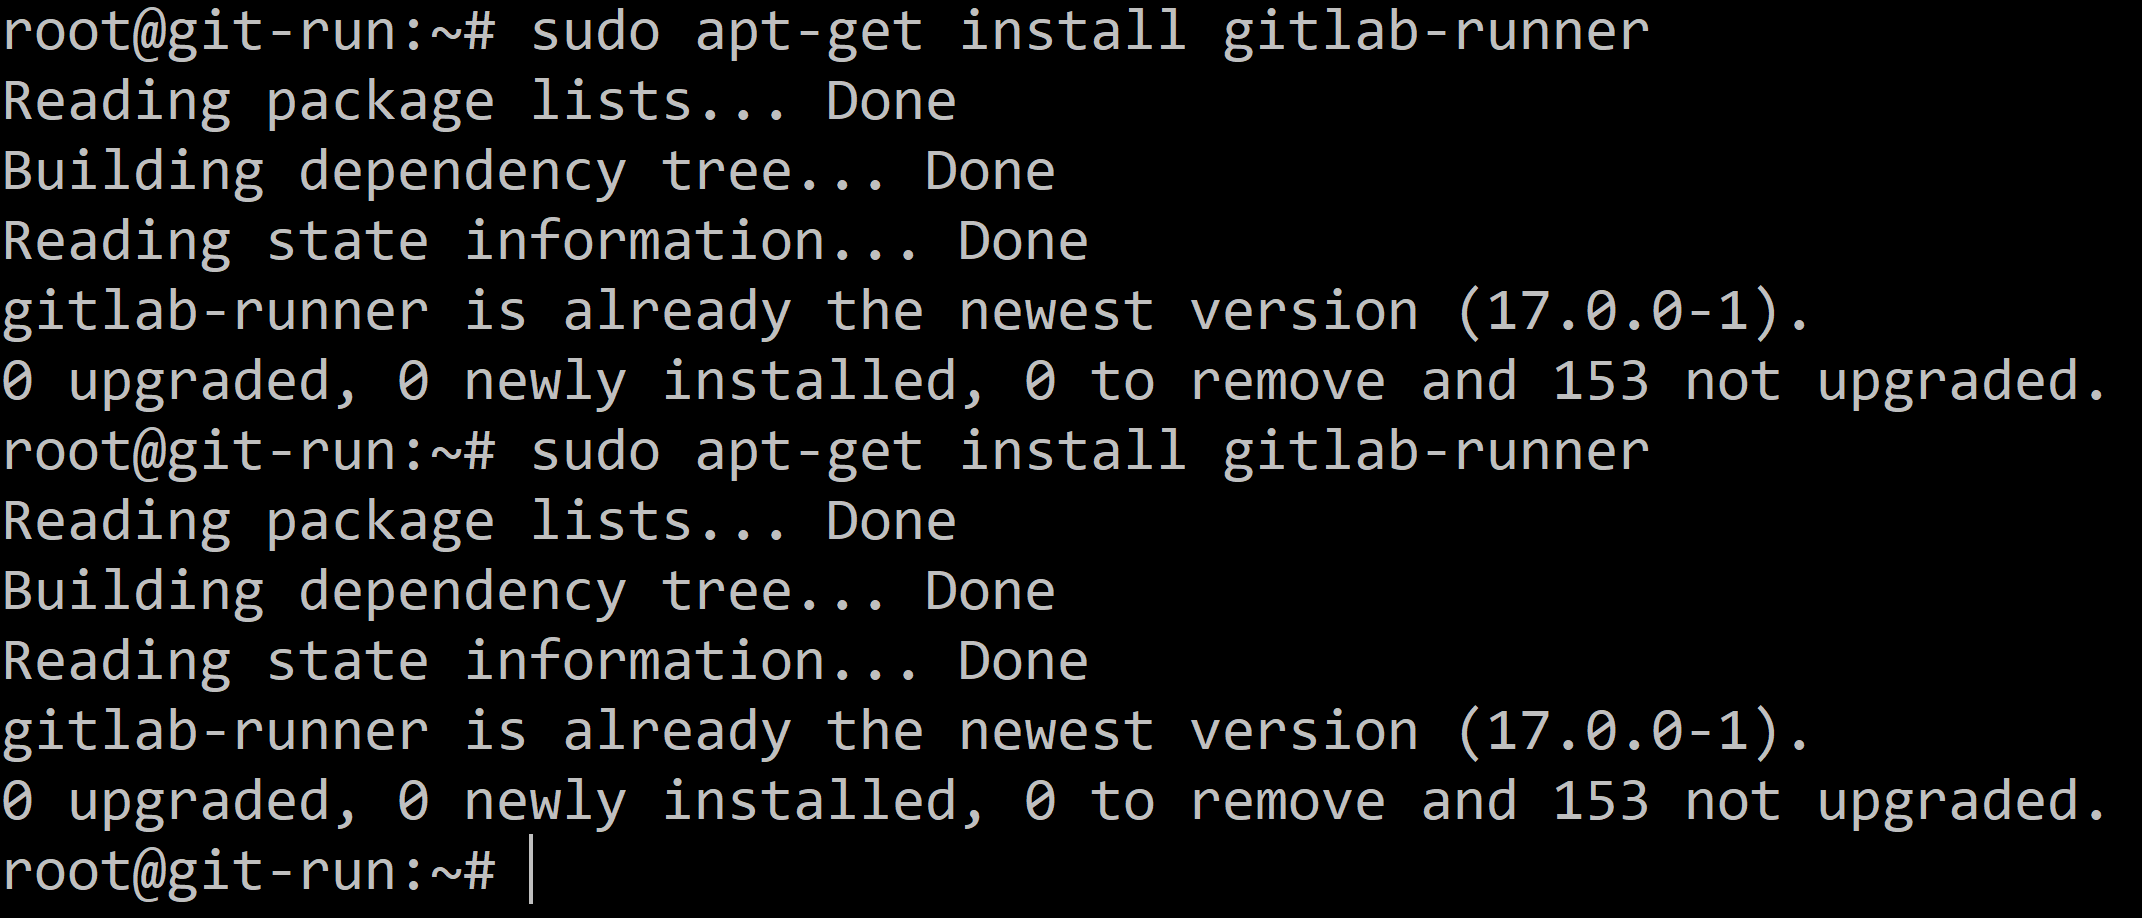 root@git-run:~# sudo apt-get install gitlab-runner
Reading package lists... Done
Building dependency tree... Done
Reading state information... Done
gitlab-runner is already the newest version (17.0.0-1).
0 upgraded, 0 newly installed, 0 to remove and 153 not upgraded.
root@git-run:~# sudo apt-get install gitlab-runner
Reading package lists... Done
Building dependency tree... Done
Reading state information... Done
gitlab-runner is already the newest version (17.0.0-1).
0 upgraded, 0 newly installed, 0 to remove and 153 not upgraded.
root@git-run:~#